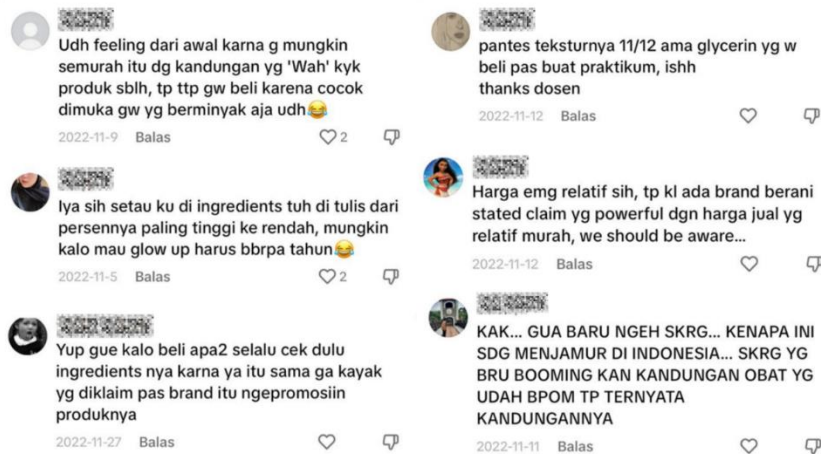 Udh feeling dari awal karna g mungkin
semurah itu dg kandungan yg 'Wah' kyk
produk sblh, tp ttp gw beli karena cocok
dimuka gw yg berminyak aja udh😂
2022-11-9 Balas 2
Iya sih setau ku di ingredients tuh di tulis dari
persennya paling tinggi ke rendah, mungkin
kalo mau glow up harus bbrpa tahun😂
2022-11-5 Balas 2
Yup gue kalo beli apa2 selalu cek dulu
ingredients nya karna ya itu sama ga kayak
yg diklaim pas brand itu ngepromosiin
produknya
2022-11-27 Balas
pantes teksturnya 11/12 ama glycerin yg w
beli pas buat praktikum, ishh
thanks dosen
2022-11-12 Balas
Harga emg relatif sih, tp kl ada brand berani
stated claim yg powerful dgn harga jual yg
relatif murah, we should be aware...
2022-11-12 Balas
KAK... GUA BARU NGEH SKRG... KENAPA INI
SDG MENJAMUR DI INDONESIA... SKRG YG
BRU BOOMING KAN KANDUNGAN OBAT YG
UDAH BPOM TP TERNYATA
KANDUNGANNYA
2022-11-11 Balas